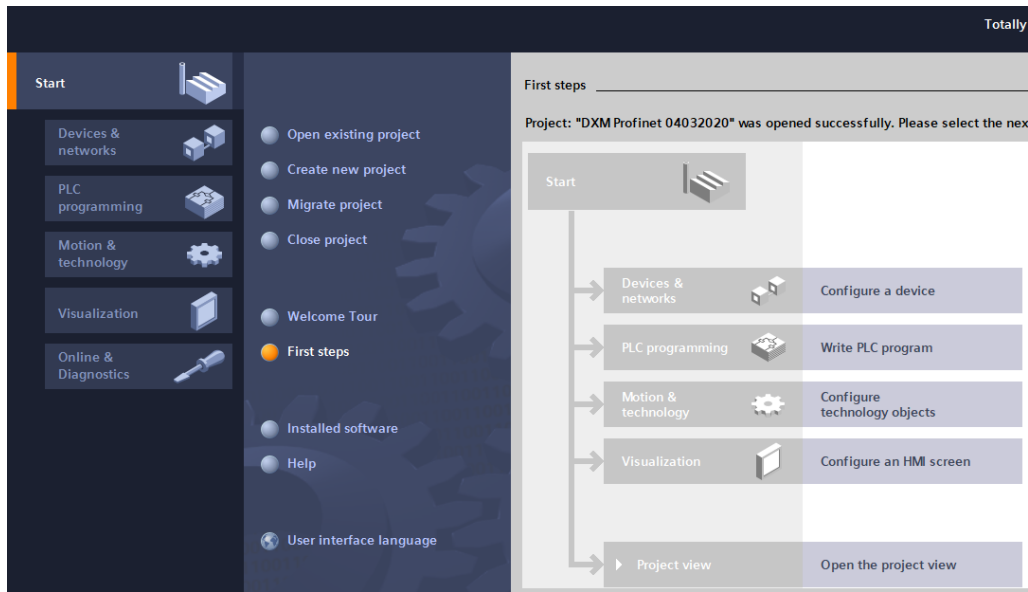 Totally
Start
Devices &
networks
PLC
programming
Motion &
technology
Visualization
Online &
Diagnostics
Open existing project
Create new project
Migrate project
Close project
Welcome Tour
First steps
Installed software
Help
User interface language
First steps
Project: "DXM Profinet 04032020" was opened successfully. Please select the nex
Start
Devices &
networks
Configure a device
PLC programming
Write PLC program
Motion &
technology
Configure
technology objects
Visualization
Configure an HMI screen
Project view
Open the project view